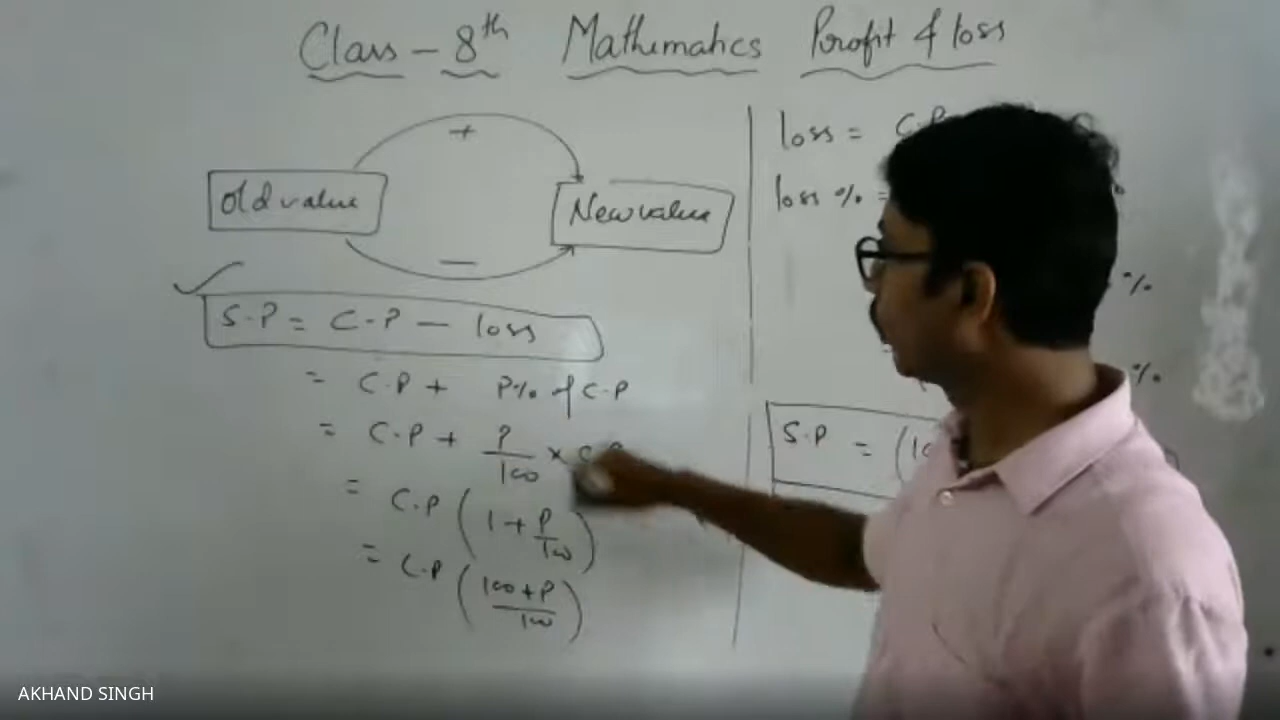 Class - 8th Mathematics Profit & loss
+
Old value
New value
—
S.P = C.P — loss
= C.P + P% of C.P
= C.P + P/100 ×
= C.P ( 1 + P/100 )
= C.P ( 100 + P / 100 )
loss = C.P
loss % =
%
%
S.P = (
AKHAND SINGH